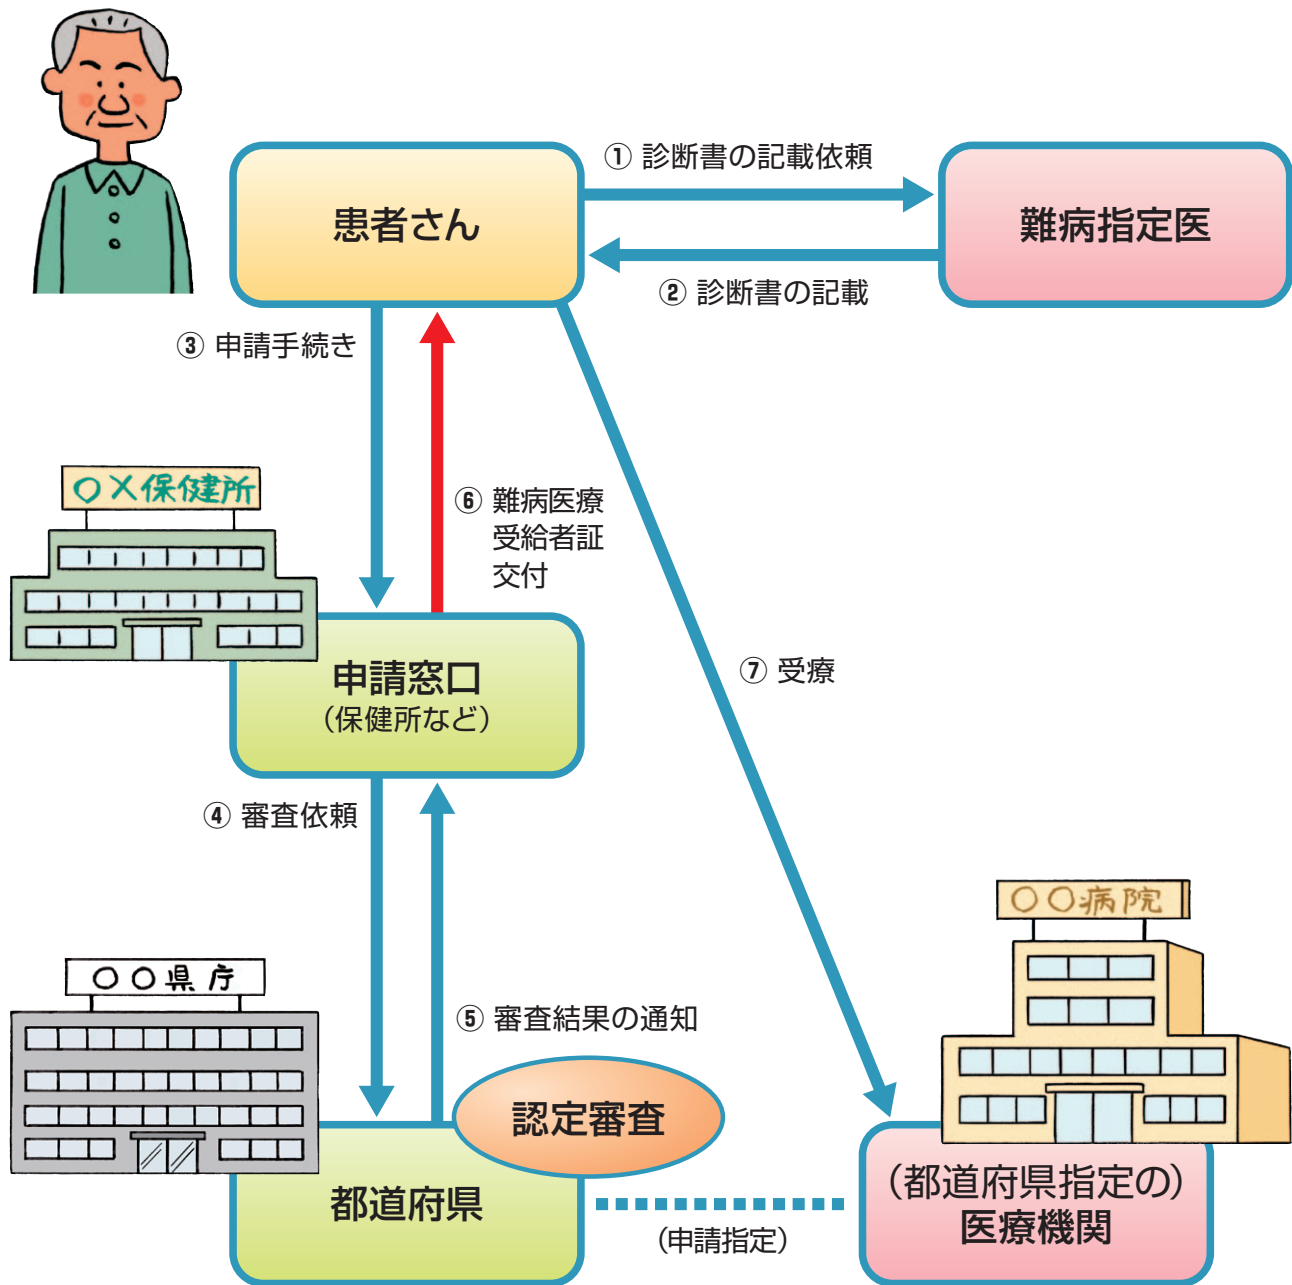 ① 診断書の記載依頼
患者さん
難病指定医
② 診断書の記載
③ 申請手続き
○×保健所
⑥ 難病医療
受給者証
交付
申請窓口
（保健所など）
⑦ 受療
④ 審査依頼
○○病院
○○県庁
⑤ 審査結果の通知
認定審査
都道府県
（都道府県指定の）
医療機関
（申請指定）